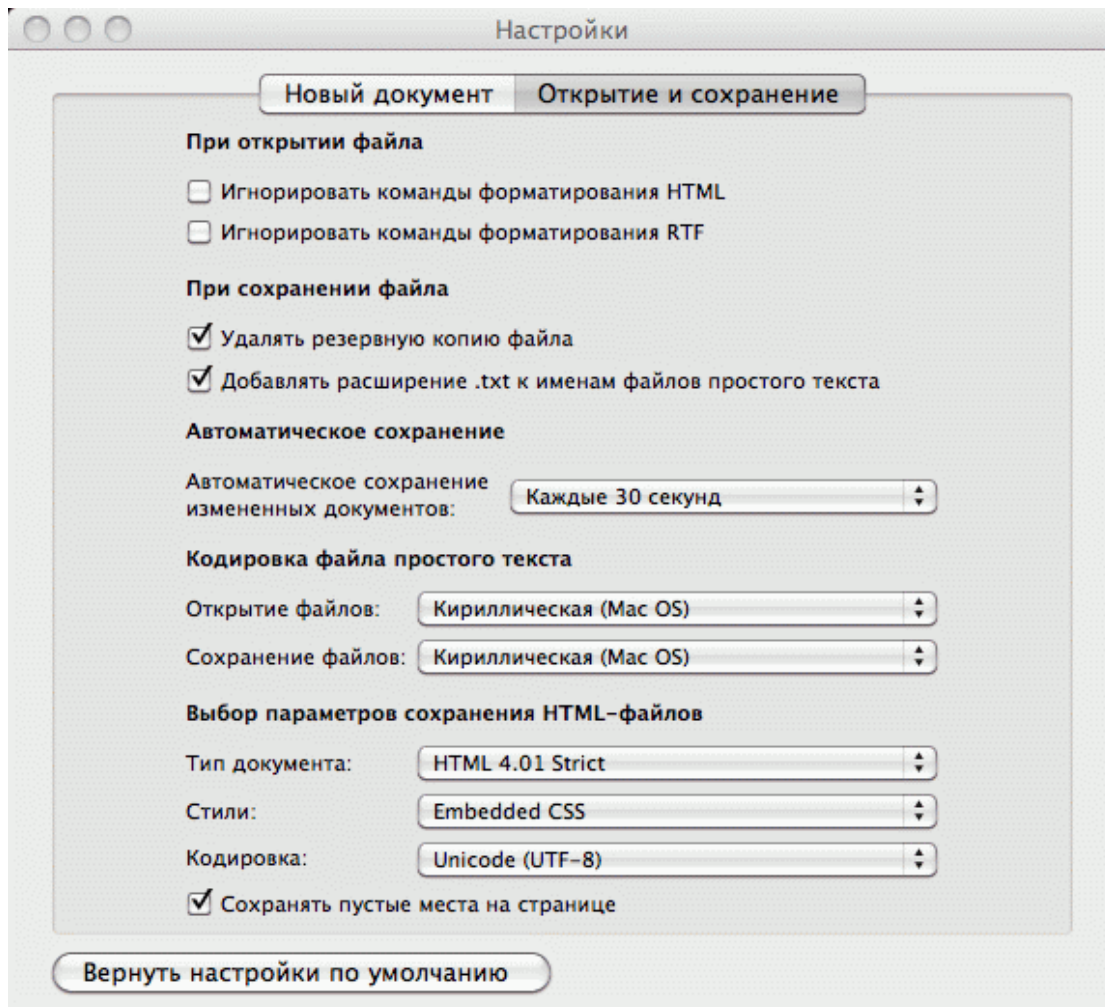 Настройки
Новый документ Открытие и сохранение
При открытии файла
Игнорировать команды форматирования HTML
Игнорировать команды форматирования RTF
При сохранении файла
Удалять резервную копию файла
Добавлять расширение .txt к именам файлов простого текста
Автоматическое сохранение
Автоматическое сохранение
измененных документов: Каждые 30 секунд
Кодировка файла простого текста
Открытие файлов: Кириллическая (Mac OS)
Сохранение файлов: Кириллическая (Mac OS)
Выбор параметров сохранения HTML-файлов
Тип документа: HTML 4.01 Strict
Стили: Embedded CSS
Кодировка: Unicode (UTF-8)
Сохранять пустые места на странице
Вернуть настройки по умолчанию